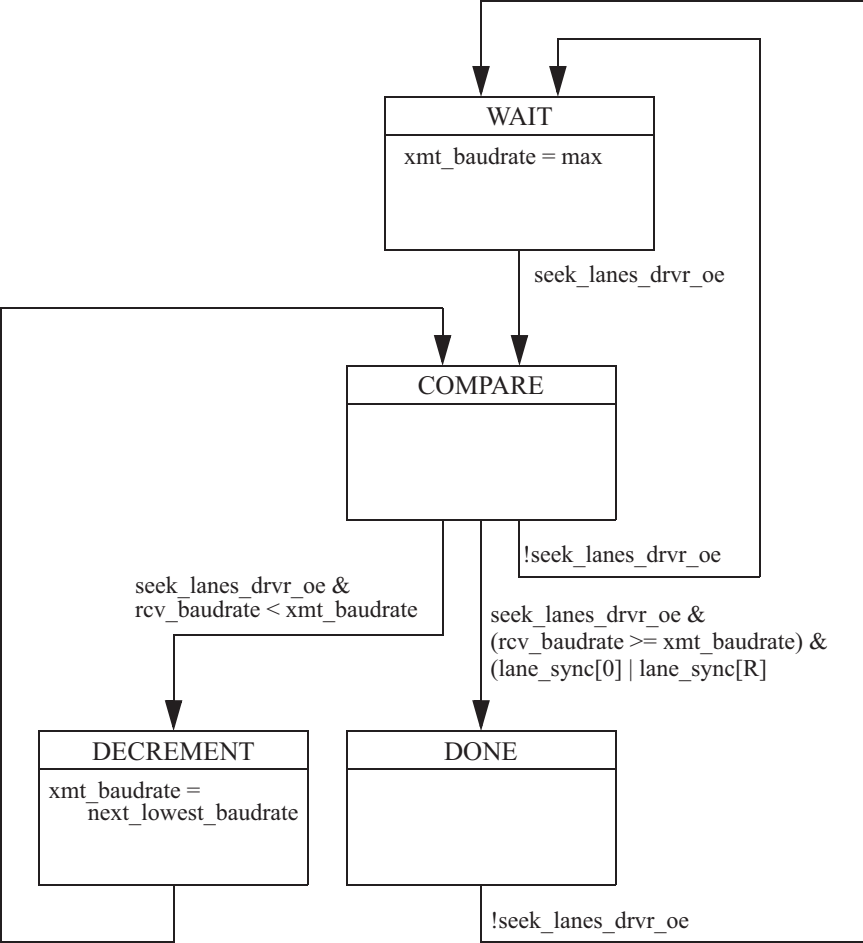 WAIT
xmt_baudrate = max
seek_lanes_drvr_oe
COMPARE
!seek_lanes_drvr_oe
seek_lanes_drvr_oe &
rcv_baudrate < xmt_baudrate
seek_lanes_drvr_oe &
(rcv_baudrate >= xmt_baudrate) &
(lane_sync[0] | lane_sync[R]
DECREMENT
xmt_baudrate =
next_lowest_baudrate
DONE
!seek_lanes_drvr_oe